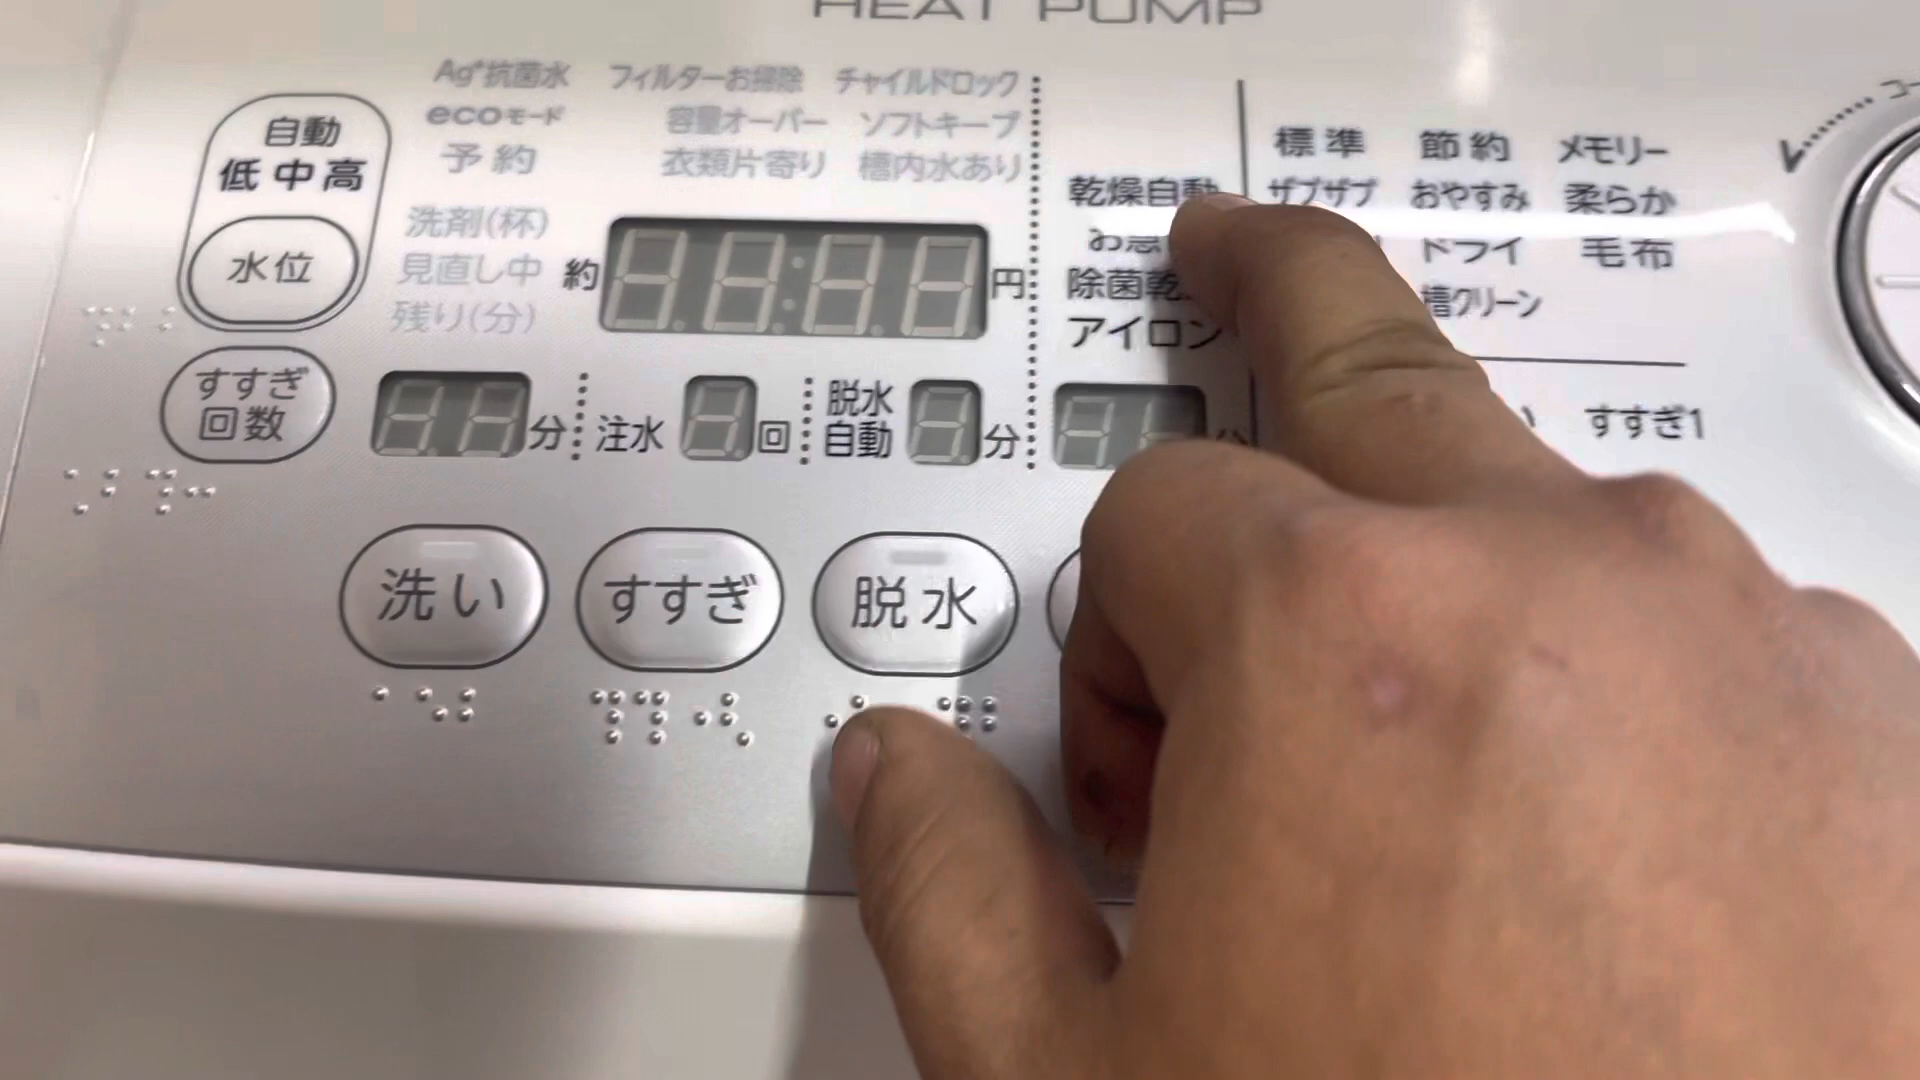 HEAT PUMP
自動
低 中 高
水位
すすぎ
回数
Ag+抗菌水 フィルターお掃除 チャイルドロック
ecoモード 容量オーバー ソフトキープ
予約 衣類片寄り 槽内水あり
洗剤(杯)
見直し中
残り(分)
約 円
分 注水 回 脱水 自動 分
乾燥自動
除菌
アイロン
標準 節約 メモリー
ザブザブ おやすみ 柔らか
ドライ 毛布
槽クリーン
すすぎ1
洗い すすぎ 脱水